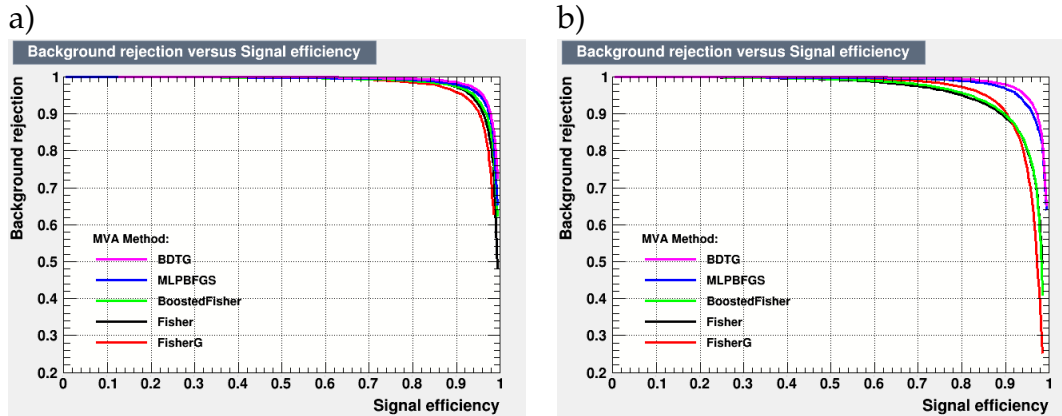 a)
Background rejection versus Signal efficiency
Background rejection
1
0.9
0.8
0.7
0.6
0.5
0.4
0.3
0.2
MVA Method:
BDTG
MLPBFGS
BoostedFisher
Fisher
FisherG
0 0.1 0.2 0.3 0.4 0.5 0.6 0.7 0.8 0.9 1
Signal efficiency
b)
Background rejection versus Signal efficiency
Background rejection
1
0.9
0.8
0.7
0.6
0.5
0.4
0.3
0.2
MVA Method:
BDTG
MLPBFGS
BoostedFisher
Fisher
FisherG
0 0.1 0.2 0.3 0.4 0.5 0.6 0.7 0.8 0.9 1
Signal efficiency